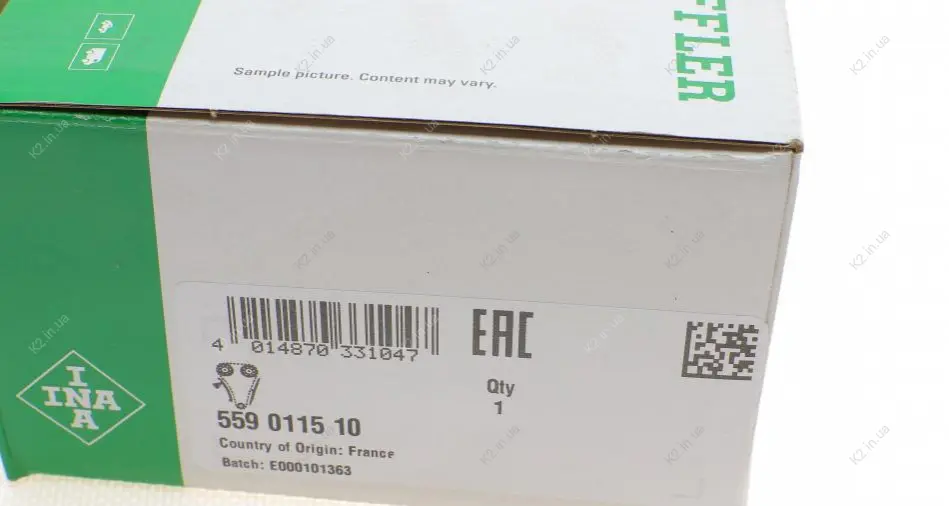 Sample picture. Content may vary.
FFLER
4 014870 331047
EAC
Qty
1
559 0115 10
Country of Origin: France
Batch: E000101363
INA
INA
K2.in.ua